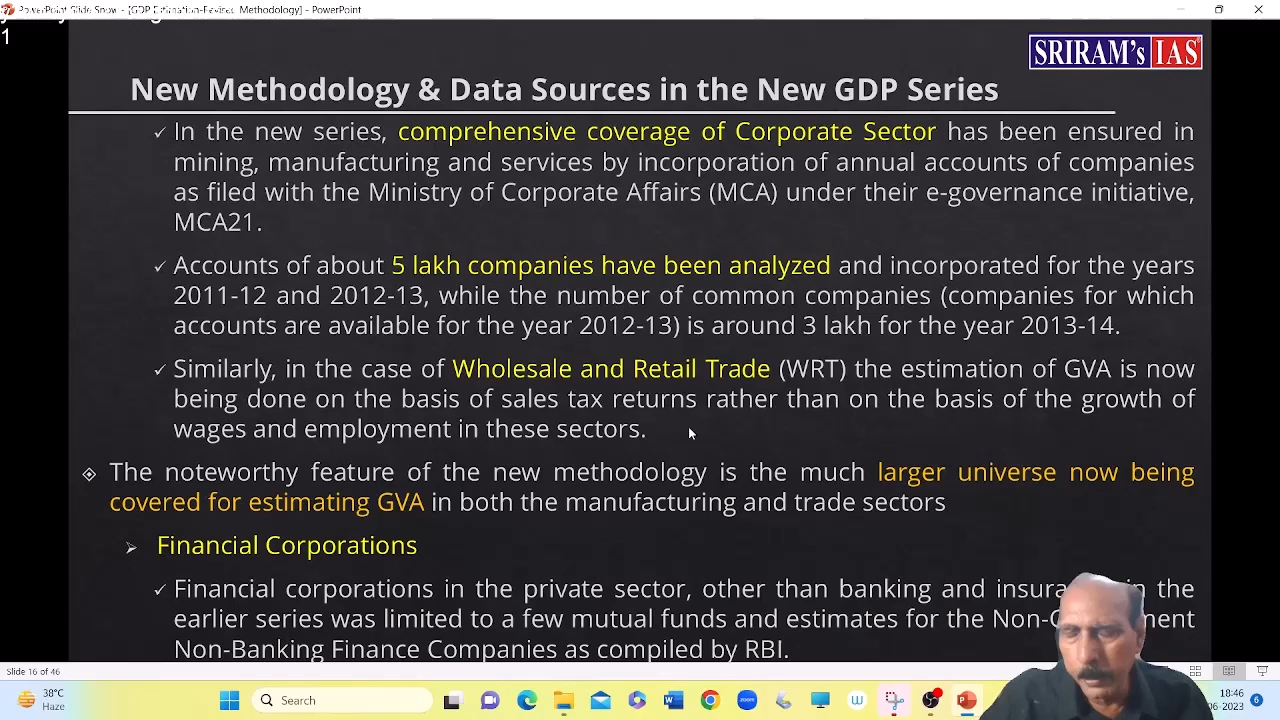 PowerPoint Slide Show - [GDP Estimation-Revised Methodology] - PowerPoint
1
SRIRAM's IAS
New Methodology & Data Sources in the New GDP Series
✓ In the new series, comprehensive coverage of Corporate Sector has been ensured in
mining, manufacturing and services by incorporation of annual accounts of companies
as filed with the Ministry of Corporate Affairs (MCA) under their e-governance initiative,
MCA21.
✓ Accounts of about 5 lakh companies have been analyzed and incorporated for the years
2011-12 and 2012-13, while the number of common companies (companies for which
accounts are available for the year 2012-13) is around 3 lakh for the year 2013-14.
✓ Similarly, in the case of Wholesale and Retail Trade (WRT) the estimation of GVA is now
being done on the basis of sales tax returns rather than on the basis of the growth of
wages and employment in these sectors.
The noteworthy feature of the new methodology is the much larger universe now being
covered for estimating GVA in both the manufacturing and trade sectors
Financial Corporations
✓ Financial corporations in the private sector, other than banking and in the
earlier series was limited to a few mutual funds and estimates for the
Non-Banking Finance Companies as compiled by RBI.
Slide 16 of 46
38°C
Haze
Search
zoom
18:46
06-2023
6